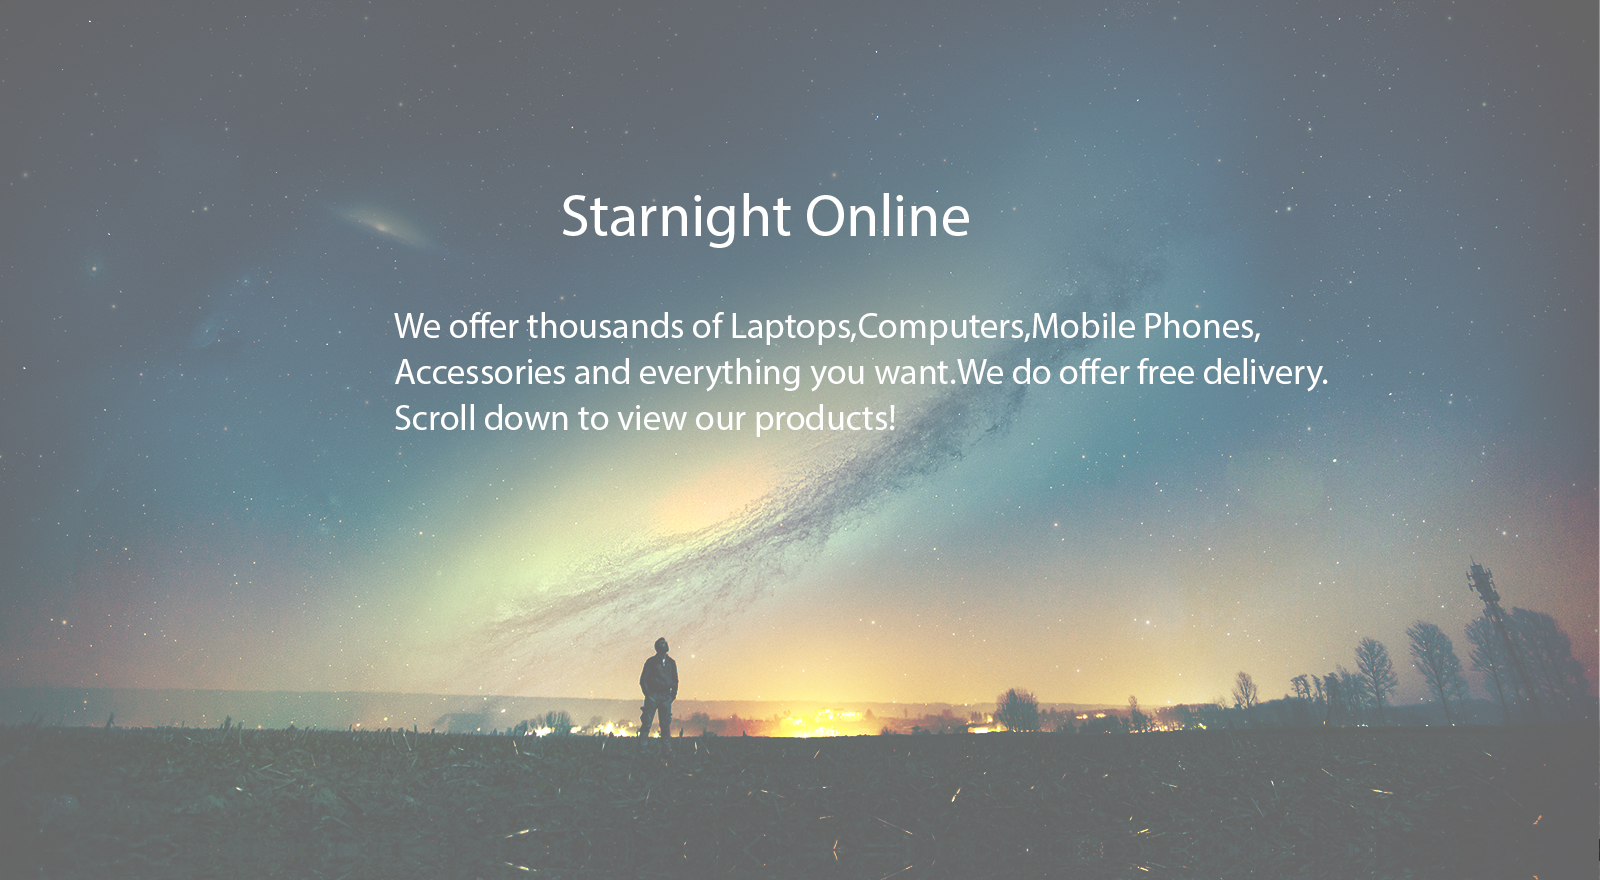 Starnight Online
We offer thousands of Laptops,Computers,Mobile Phones,
Accessories and everything you want.We do offer free delivery.
Scroll down to view our products!